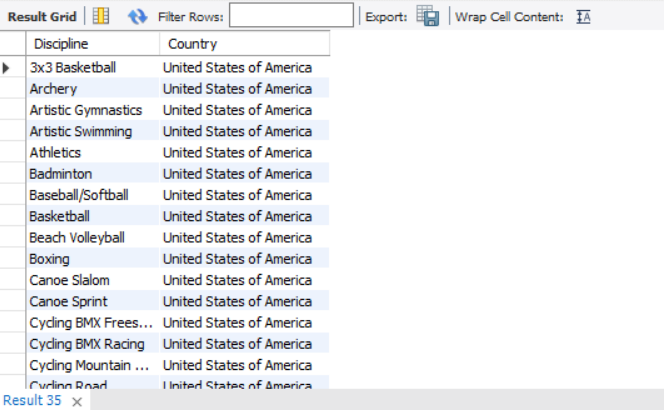 Result Grid Filter Rows: Export: Wrap Cell Content:
Discipline Country
3x3 Basketball United States of America
Archery United States of America
Artistic Gymnastics United States of America
Artistic Swimming United States of America
Athletics United States of America
Badminton United States of America
Baseball/Softball United States of America
Basketball United States of America
Beach Volleyball United States of America
Boxing United States of America
Canoe Slalom United States of America
Canoe Sprint United States of America
Cycling BMX Frees... United States of America
Cycling BMX Racing United States of America
Cycling Mountain ... United States of America
Cycling Road United States of America
Result 35